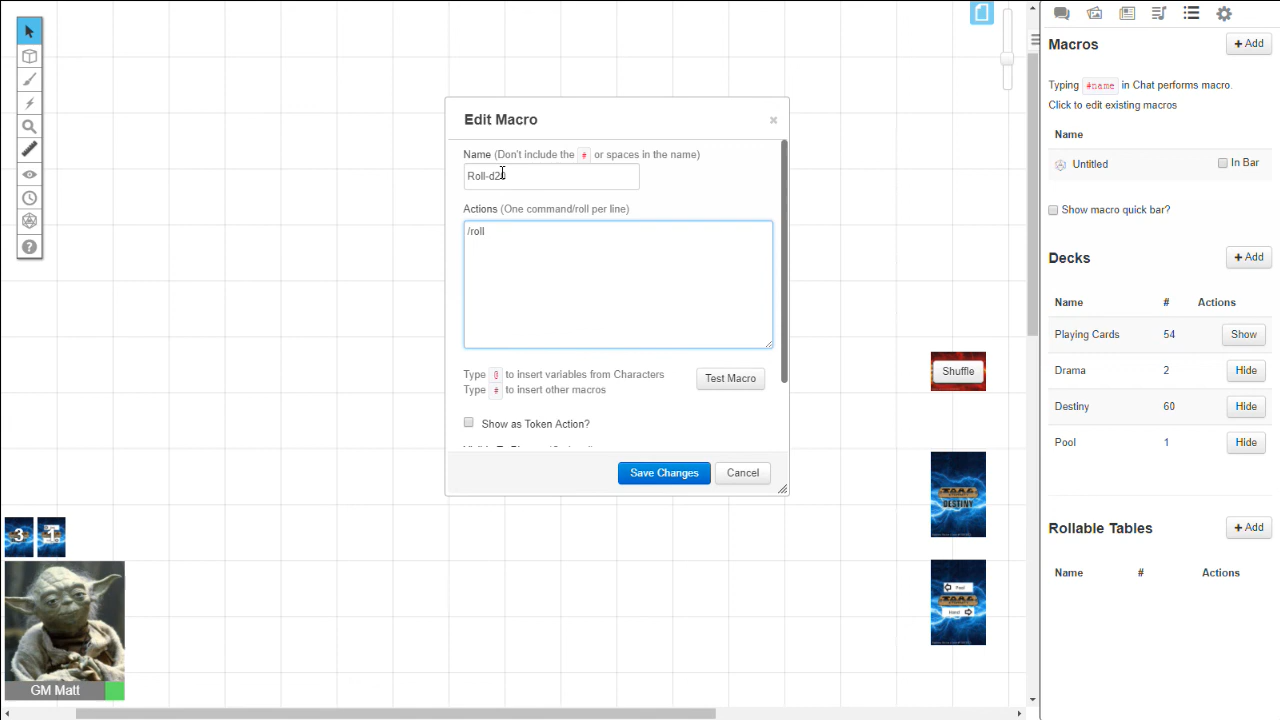 Edit Macro
×
Name (Don't include the # or spaces in the name)
Roll-d20
Actions (One command/roll per line)
/roll
Type @ to insert variables from Characters
Type # to insert other macros
Test Macro
Show as Token Action?
Save Changes
Cancel
Macros
+ Add
Typing #name in Chat performs macro.
Click to edit existing macros
Name
Untitled
In Bar
Show macro quick bar?
Decks
+ Add
Name # Actions
Playing Cards 54 Show
Drama 2 Hide
Destiny 60 Hide
Pool 1 Hide
Rollable Tables
+ Add
Name # Actions
Shuffle
DESTINY
Pool
Hand
3
1
GM Matt